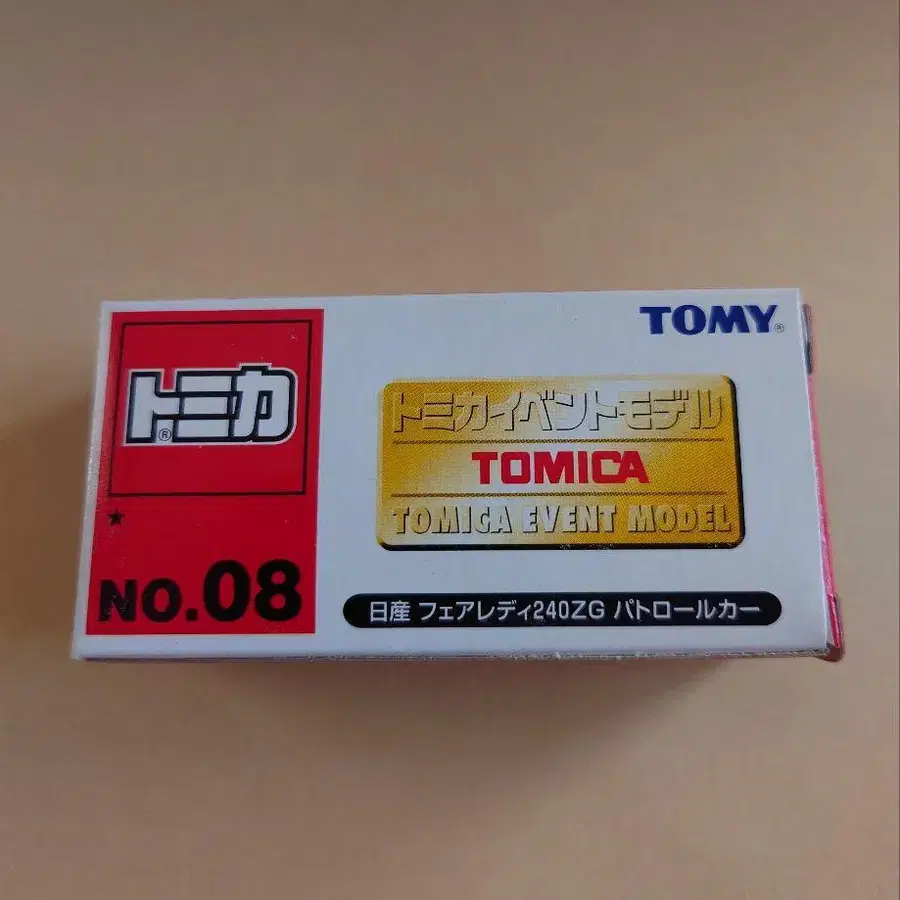 トミカ®
★
NO.08
TOMY®
トミカイベントモデル
TOMICA
TOMICA EVENT MODEL
日産 フェアレディ240ZG パトロールカー